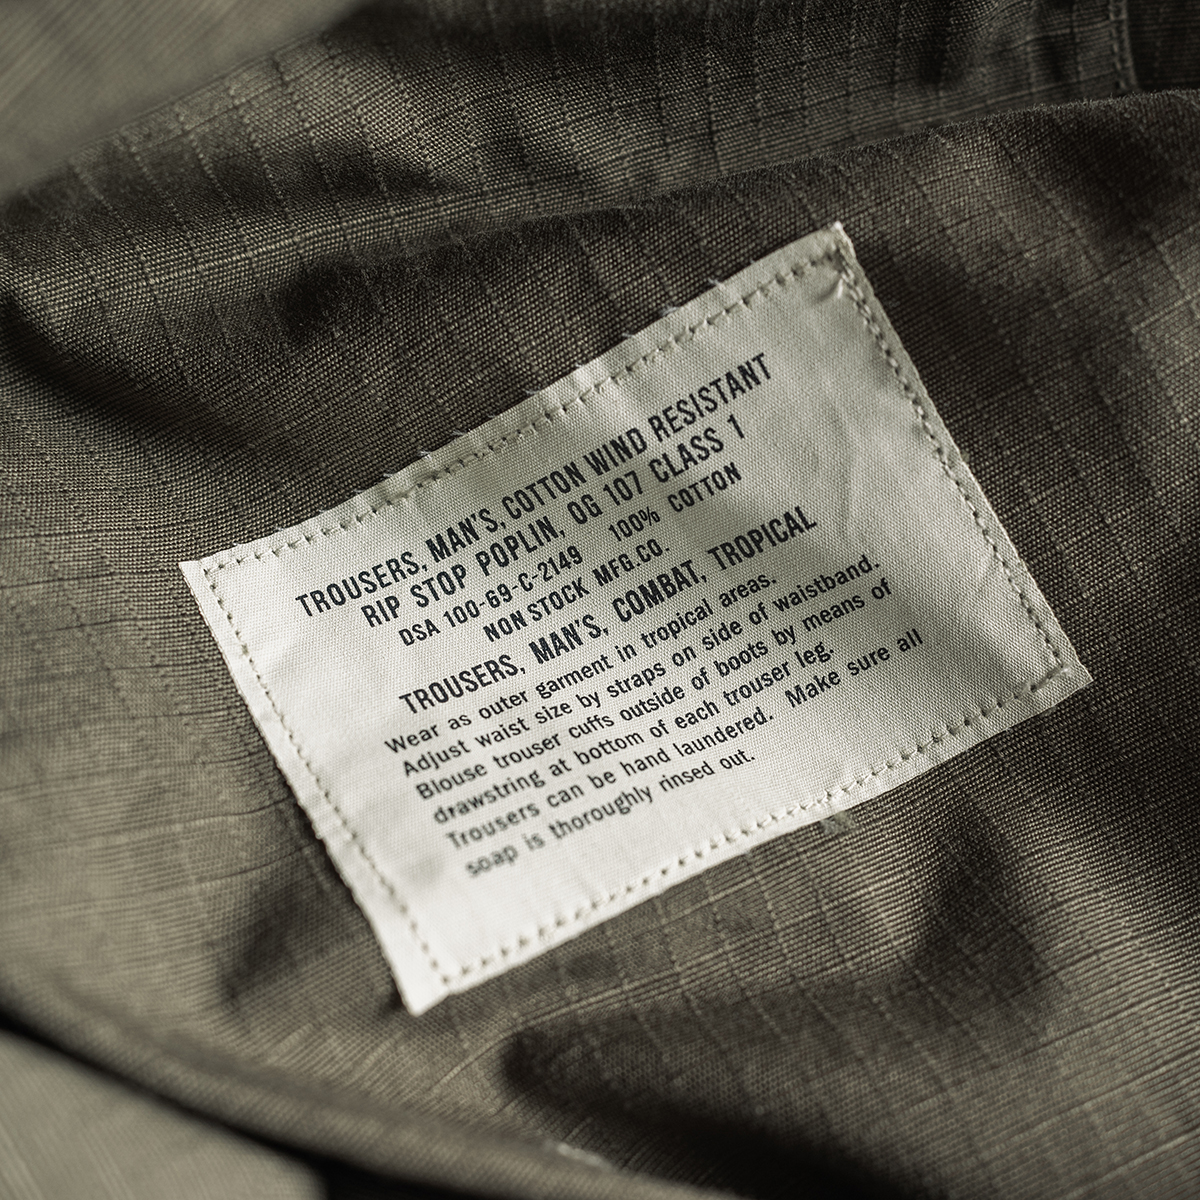 TROUSERS, MAN'S, COTTON WIND RESISTANT
RIP STOP POPLIN, OG 107 CLASS 1
DSA 100-69-C-2149 100% COTTON
NON STOCK MFG.CO.
TROUSERS, MAN'S, COMBAT, TROPICAL
Wear as outer garment in tropical areas.
Adjust waist size by straps on side of waistband.
Blouse trouser cuffs outside of boots by means of
drawstring at bottom of each trouser leg.
Trousers can be hand laundered. Make sure all
soap is thoroughly rinsed out.